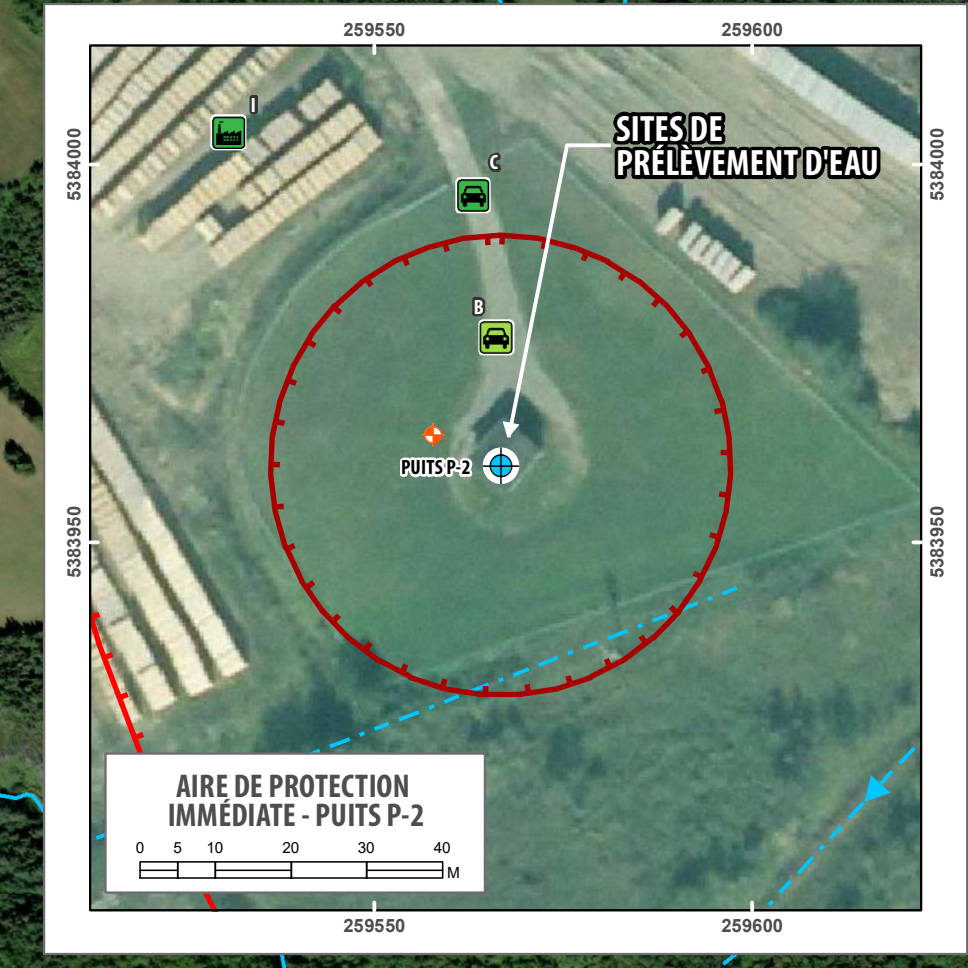 259550 259600
I
SITES DE
PRÉLÈVEMENT D'EAU
5384000 5384000
C
B
PUITS P-2
5383950 5383950
AIRE DE PROTECTION
IMMÉDIATE - PUITS P-2
0 5 10 20 30 40
M
259550 259600